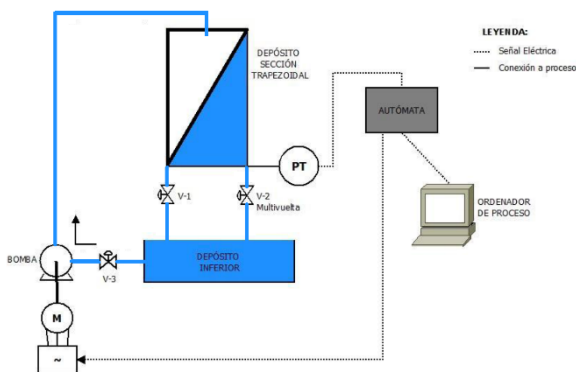 LEYENDA:
Señal Eléctrica
Conexión a proceso
DEPÓSITO
SECCIÓN
TRAPEZOIDAL
AUTÓMATA
PT
V-1
V-2
Multivuelta
ORDENADOR
DE PROCESO
BOMBA
V-3
DEPÓSITO
INFERIOR
M
~